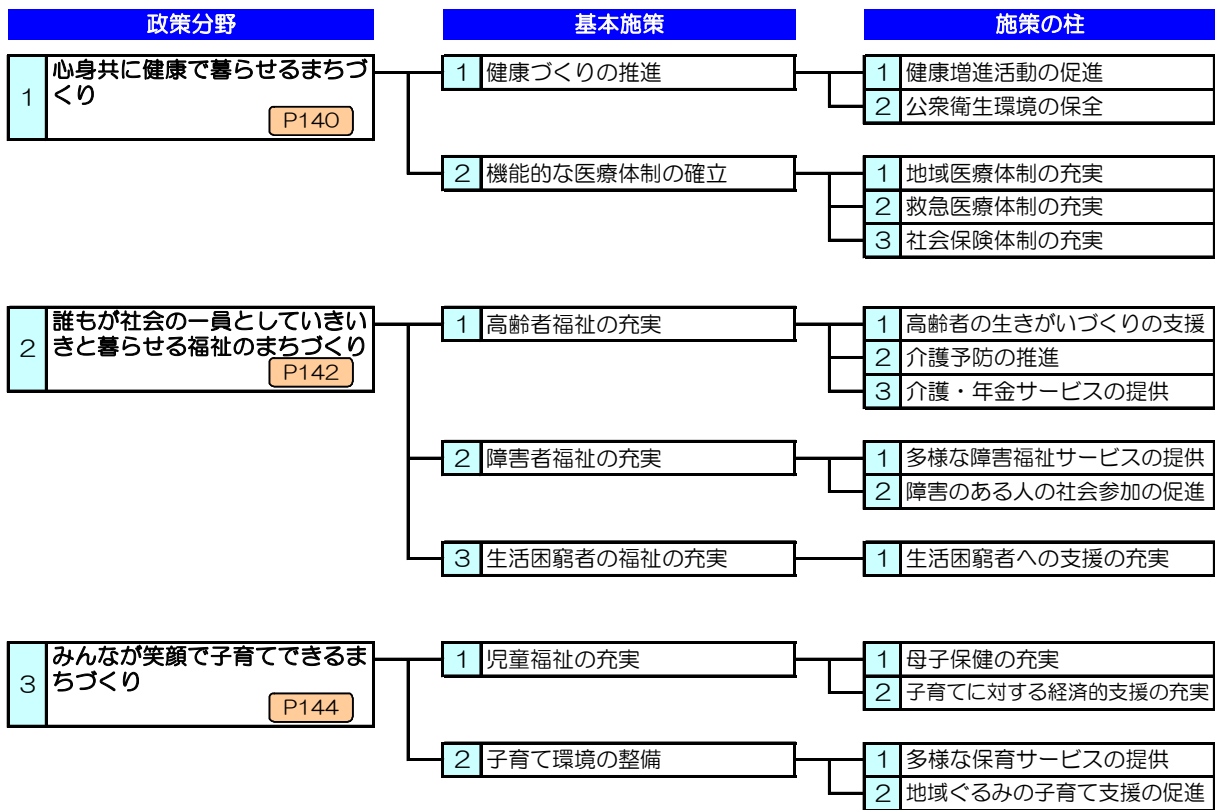 政策分野
基本施策
施策の柱
1
心身共に健康で暮らせるまちづ
くり
P140
1 健康づくりの推進
1 健康増進活動の促進
2 公衆衛生環境の保全
2 機能的な医療体制の確立
1 地域医療体制の充実
2 救急医療体制の充実
3 社会保険体制の充実
2
誰もが社会の一員としていきい
きと暮らせる福祉のまちづくり
P142
1 高齢者福祉の充実
1 高齢者の生きがいづくりの支援
2 介護予防の推進
3 介護・年金サービスの提供
2 障害者福祉の充実
1 多様な障害福祉サービスの提供
2 障害のある人の社会参加の促進
3 生活困窮者の福祉の充実
1 生活困窮者への支援の充実
3
みんなが笑顔で子育てできるま
ちづくり
P144
1 児童福祉の充実
1 母子保健の充実
2 子育てに対する経済的支援の充実
2 子育て環境の整備
1 多様な保育サービスの提供
2 地域ぐるみの子育て支援の促進